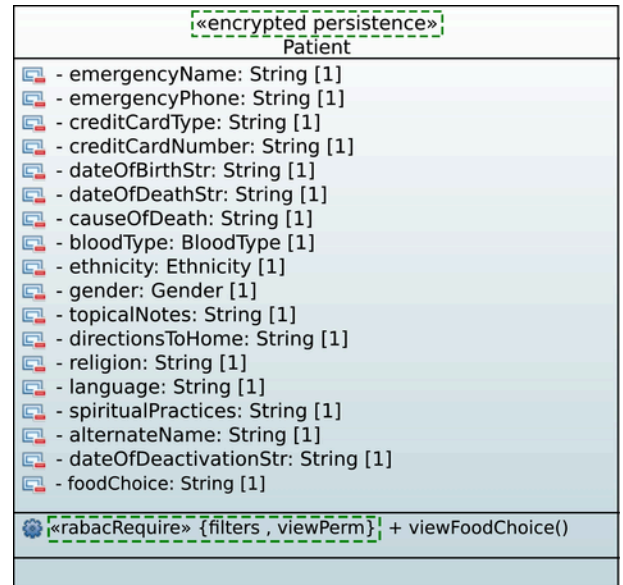 «encrypted persistence»
Patient
- emergencyName: String [1]
- emergencyPhone: String [1]
- creditCardType: String [1]
- creditCardNumber: String [1]
- dateOfBirthStr: String [1]
- dateOfDeathStr: String [1]
- causeOfDeath: String [1]
- bloodType: BloodType [1]
- ethnicity: Ethnicity [1]
- gender: Gender [1]
- topicalNotes: String [1]
- directionsToHome: String [1]
- religion: String [1]
- language: String [1]
- spiritualPractices: String [1]
- alternateName: String [1]
- dateOfDeactivationStr: String [1]
- foodChoice: String [1]
«rabacRequire» {filters , viewPerm} + viewFoodChoice()